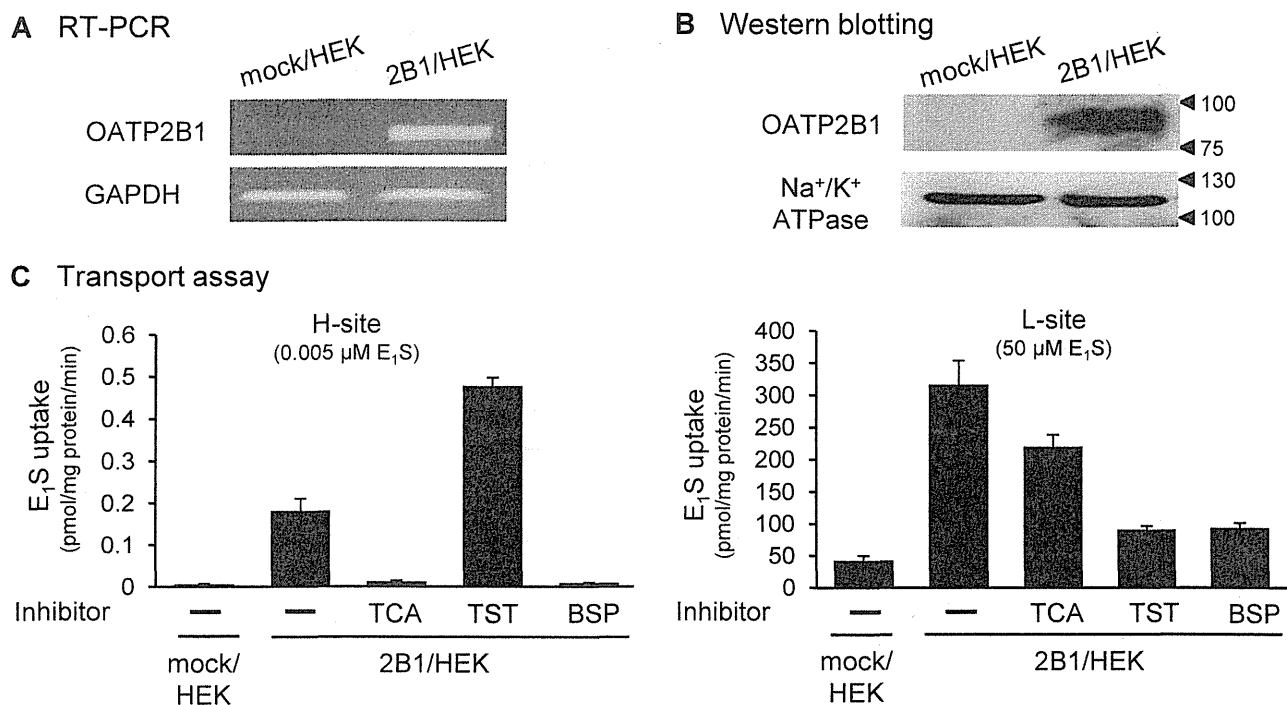 A RT-PCR
mock/HEK
2B1/HEK
OATP2B1
GAPDH
B Western blotting
mock/HEK
2B1/HEK
OATP2B1
100
75
Na⁺/K⁺
ATPase
130
100
C Transport assay
H-site
(0.005 µM E₁S)
E₁S uptake
(pmol/mg protein/min)
0.6
0.5
0.4
0.3
0.2
0.1
0
Inhibitor
— — TCA TST BSP
mock/
HEK
2B1/HEK
L-site
(50 µM E₁S)
E₁S uptake
(pmol/mg protein/min)
400
350
300
250
200
150
100
50
0
Inhibitor
— — TCA TST BSP
mock/
HEK
2B1/HEK